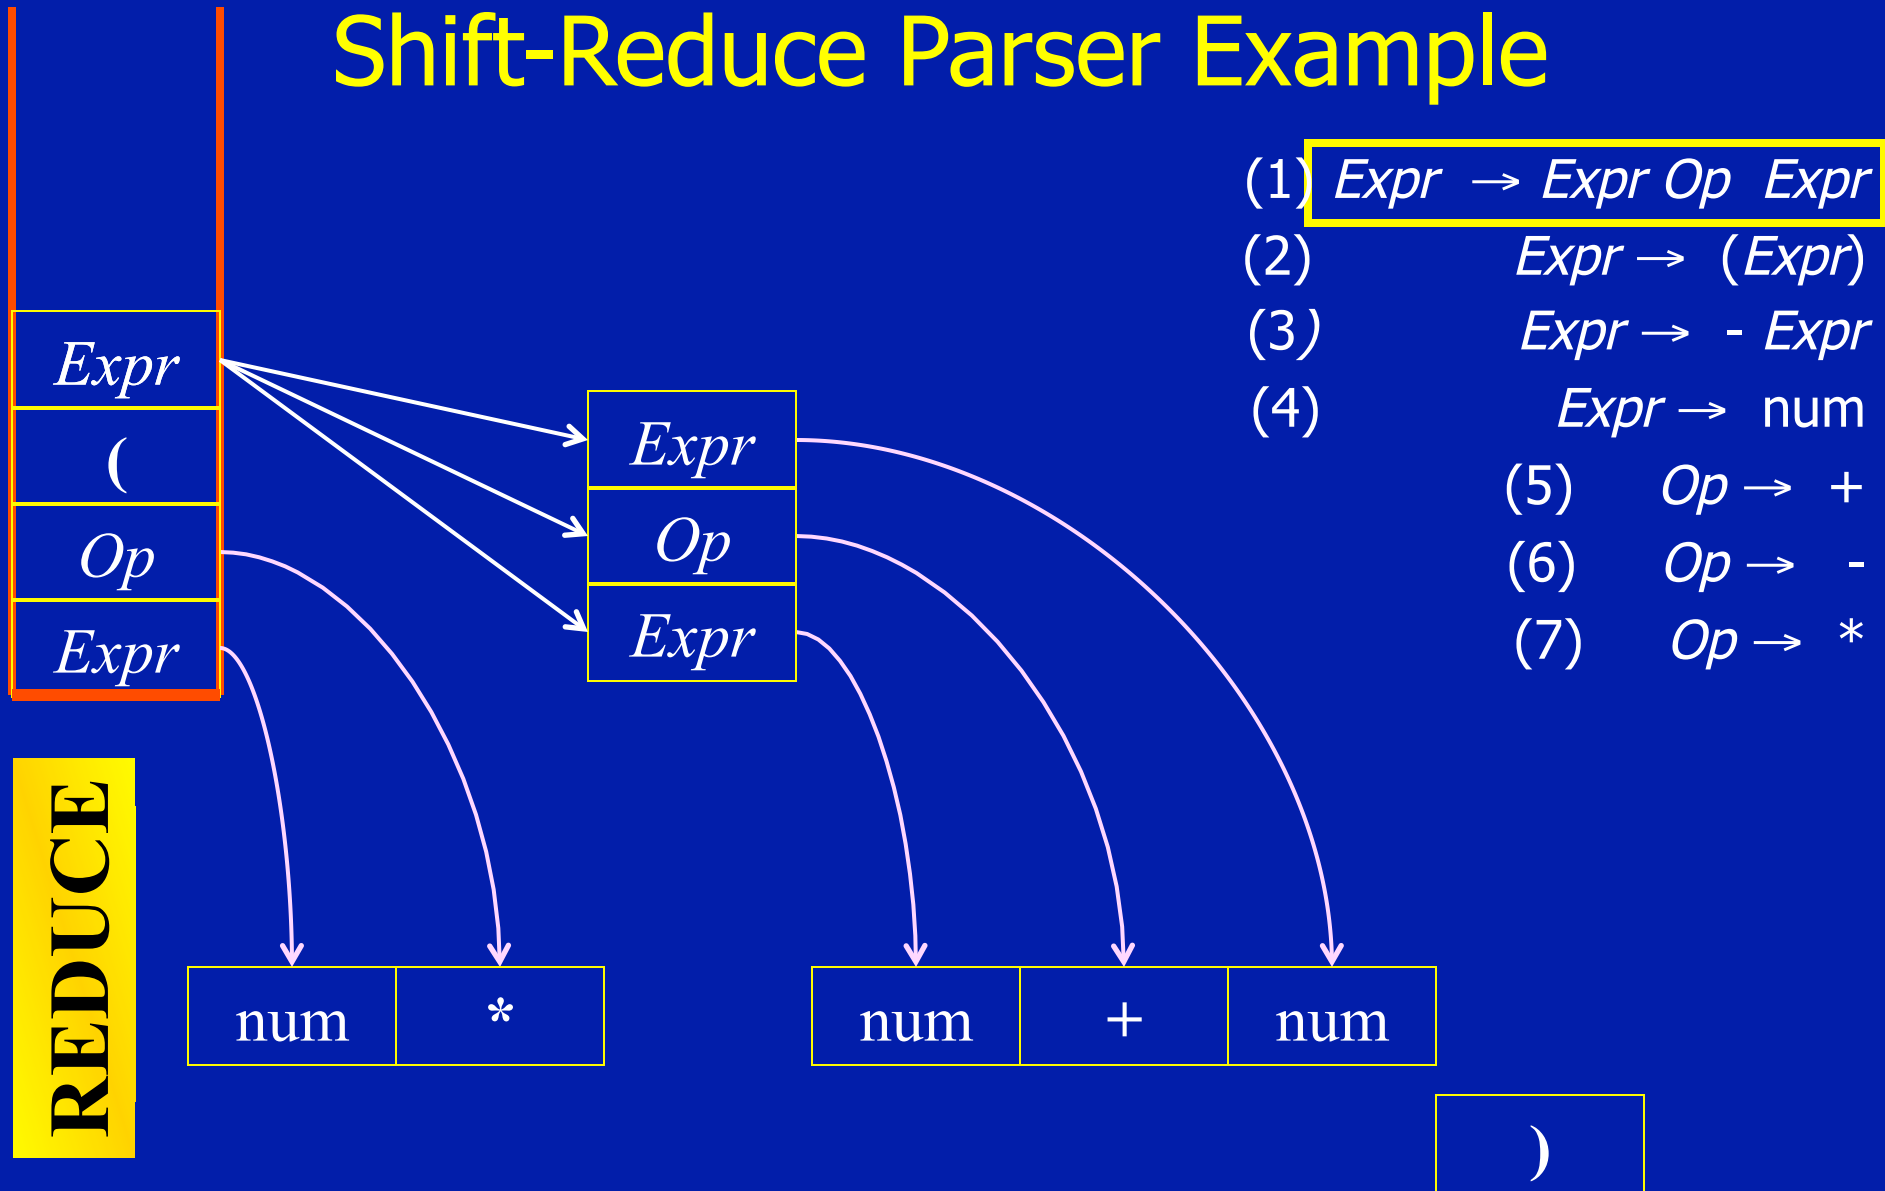 Shift-Reduce Parser Example
(1) Expr → Expr Op Expr
(2) Expr → (Expr)
(3) Expr → - Expr
(4) Expr → num
(5) Op → +
(6) Op → -
(7) Op → *
Expr
(
Op
Expr
Expr
Op
Expr
REDUCE
num *
num + num
)